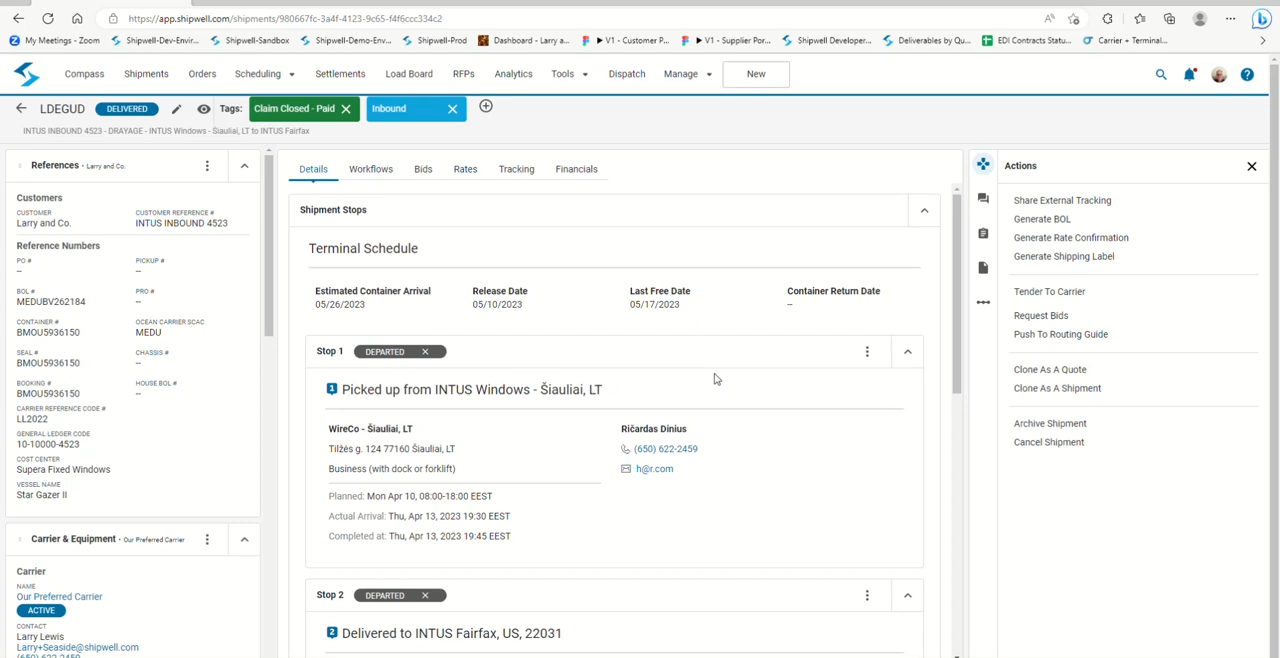 https://app.shipwell.com/shipments/980667fc-3a4f-4123-9c65-f4f6ccc334c2
My Meetings - Zoom Shipwell-Dev-Envir... Shipwell-Sandbox Shipwell-Demo-Env... Shipwell-Prod Dashboard - Larry a... ▶ V1 - Customer P... ▶ V1 - Supplier Por... Shipwell Developer... Deliverables by Qu... EDI Contracts Statu... Carrier + Terminal...
Compass Shipments Orders Scheduling Settlements Load Board RFPs Analytics Tools Dispatch Manage New
LDEGUD DELIVERED Tags: Claim Closed - Paid Inbound
INTUS INBOUND 4523 - DRAYAGE - INTUS Windows - Šiauliai, LT to INTUS Fairfax
References - Larry and Co.
Customers
CUSTOMER CUSTOMER REFERENCE #
Larry and Co. INTUS INBOUND 4523
Reference Numbers
PO # PICKUP #
-- --
BOL # PRO #
MEDUBV262184 --
CONTAINER # OCEAN CARRIER SCAC
BMOU5936150 MEDU
SEAL # CHASSIS #
BMOU5936150 --
BOOKING # HOUSE BOL #
BMOU5936150 --
CARRIER REFERENCE CODE #
LL2022
GENERAL LEDGER CODE
10-10000-4523
COST CENTER
Supera Fixed Windows
VESSEL NAME
Star Gazer II
Carrier & Equipment - Our Preferred Carrier
Carrier
NAME
Our Preferred Carrier
ACTIVE
CONTACT
Larry Lewis
Larry+Seaside@shipwell.com
(650) 622-2459
Details Workflows Bids Rates Tracking Financials
Shipment Stops
Terminal Schedule
Estimated Container Arrival Release Date Last Free Date Container Return Date
05/26/2023 05/10/2023 05/17/2023 --
Stop 1 DEPARTED
1 Picked up from INTUS Windows - Šiauliai, LT
WireCo - Šiauliai, LT Ričardas Dinius
Tilžės g. 124 77160 Šiauliai, LT (650) 622-2459
Business (with dock or forklift) h@r.com
Planned: Mon Apr 10, 08:00-18:00 EEST
Actual Arrival: Thu, Apr 13, 2023 19:30 EEST
Completed at: Thu, Apr 13, 2023 19:45 EEST
Stop 2 DEPARTED
2 Delivered to INTUS Fairfax, US, 22031
Actions
Share External Tracking
Generate BOL
Generate Rate Confirmation
Generate Shipping Label
Tender To Carrier
Request Bids
Push To Routing Guide
Clone As A Quote
Clone As A Shipment
Archive Shipment
Cancel Shipment